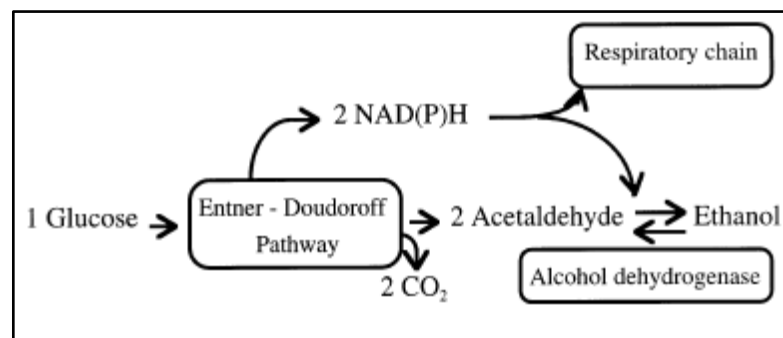 Respiratory chain
2 NAD(P)H
1 Glucose
Entner - Doudoroff
Pathway
2 Acetaldehyde
Ethanol
2 CO₂
Alcohol dehydrogenase